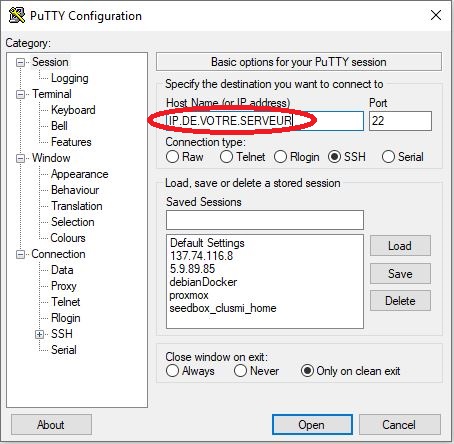 PuTTY Configuration
Category:
Session
Logging
Terminal
Keyboard
Bell
Features
Window
Appearance
Behaviour
Translation
Selection
Colours
Connection
Data
Proxy
Telnet
Rlogin
SSH
Serial
Basic options for your PuTTY session
Specify the destination you want to connect to
Host Name (or IP address) Port
IP.DE.VOTRE.SERVEUR 22
Connection type:
Raw Telnet Rlogin SSH Serial
Load, save or delete a stored session
Saved Sessions
Default Settings
137.74.116.8
5.9.89.85
debianDocker
proxmox
seedbox_clusmi_home
Load
Save
Delete
Close window on exit:
Always Never Only on clean exit
About Open Cancel